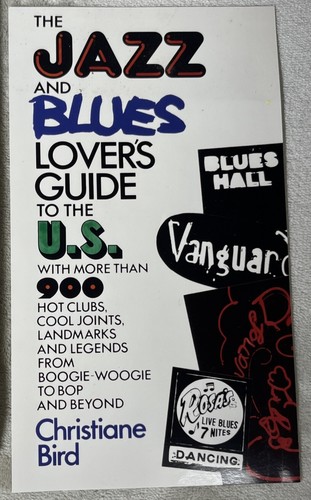 THE
JAZZ
AND
BLUES
LOVER'S
GUIDE
TO THE
U.S.
WITH MORE THAN
900
HOT CLUBS,
COOL JOINTS,
LANDMARKS
AND LEGENDS
FROM
BOOGIE-WOOGIE
TO BOP
AND BEYOND
Christiane
Bird
BLUES
HALL
Vanguard
Rosa's
LIVE BLUES
7 NITES
DANCING